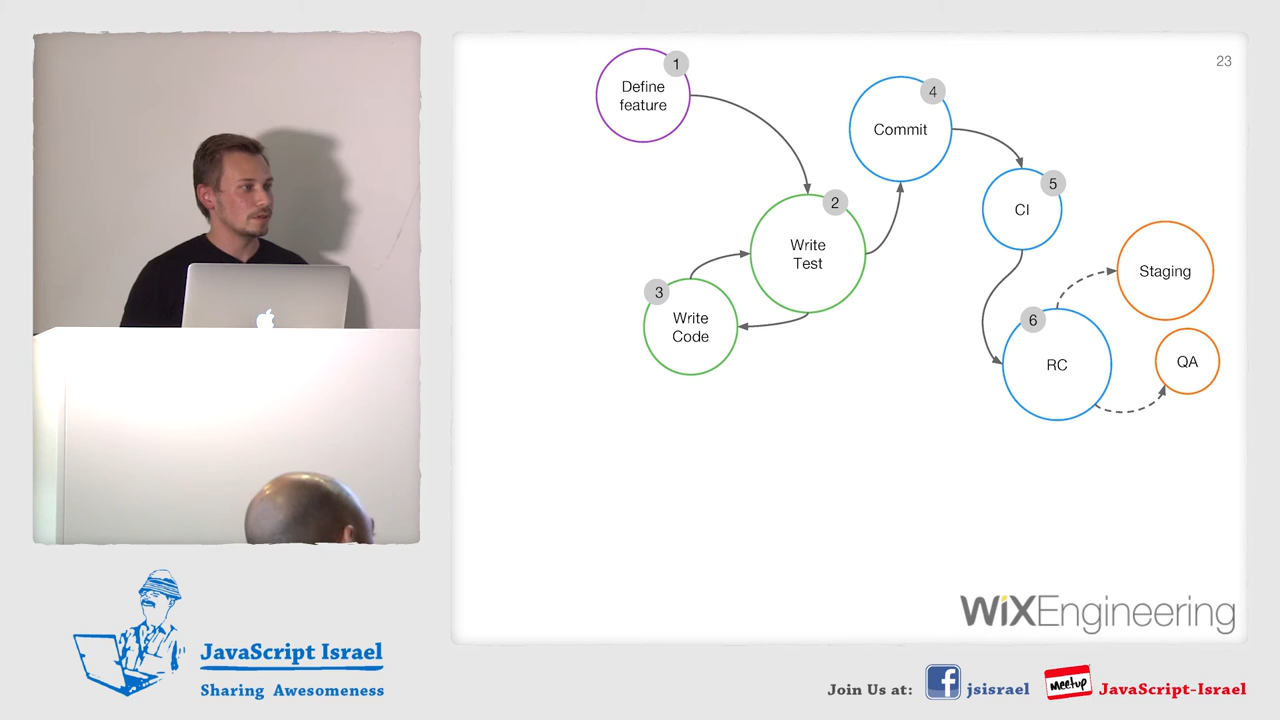 23
1
Define
feature
4
Commit
5
CI
2
Write
Test
3
Write
Code
Staging
6
RC
QA
WiXEngineering
JavaScript Israel
Sharing Awesomeness
Join Us at:
jsisrael
Meetup
JavaScript-Israel